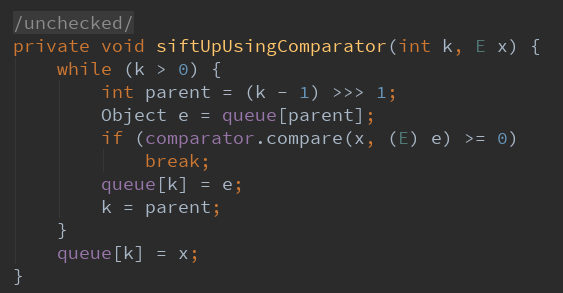 /unchecked/
private void siftUpUsingComparator(int k, E x) {
    while (k > 0) {
        int parent = (k - 1) >>> 1;
        Object e = queue[parent];
        if (comparator.compare(x, (E) e) >= 0)
            break;
        queue[k] = e;
        k = parent;
    }
    queue[k] = x;
}